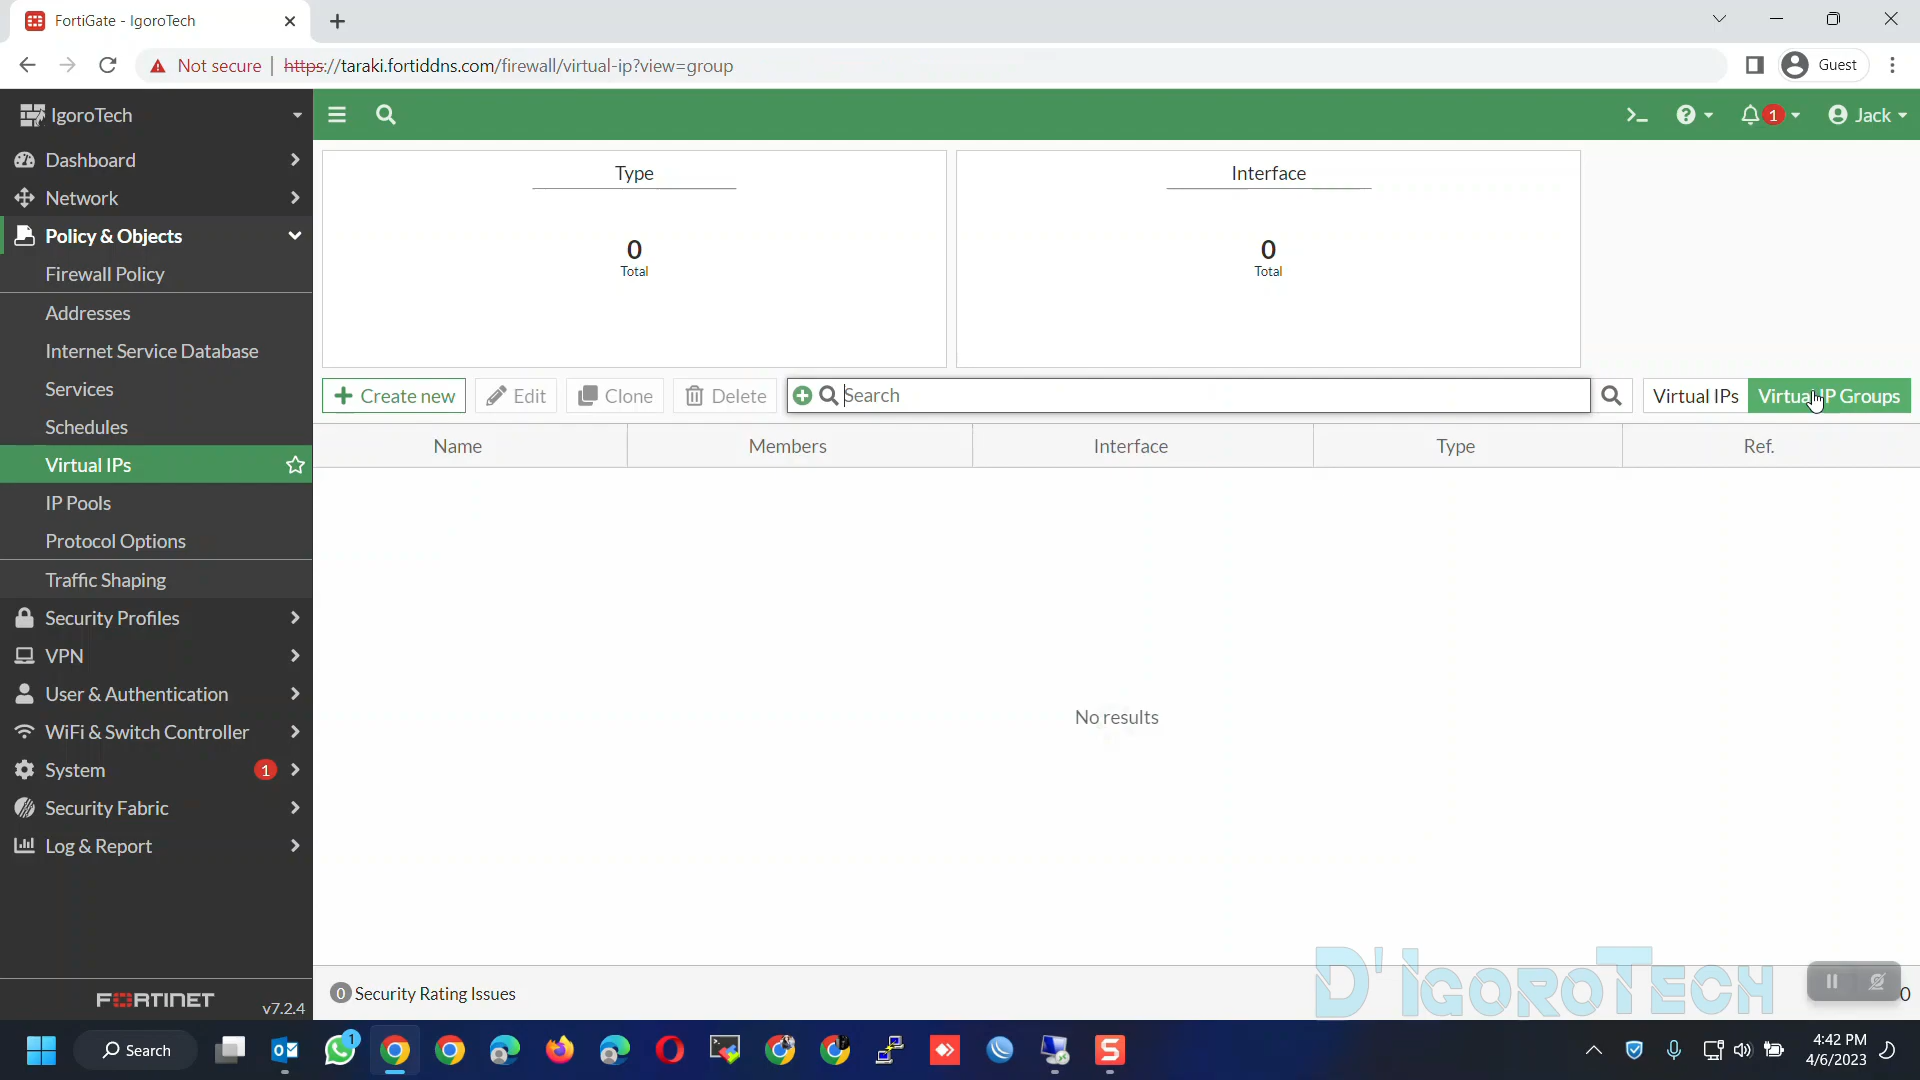 FortiGate - IgoroTech
Not secure | https://taraki.fortiddns.com/firewall/virtual-ip?view=group
Guest
IgoroTech
1
Jack
Dashboard
Network
Policy & Objects
Firewall Policy
Addresses
Internet Service Database
Services
Schedules
Virtual IPs
IP Pools
Protocol Options
Traffic Shaping
Security Profiles
VPN
User & Authentication
WiFi & Switch Controller
System 1
Security Fabric
Log & Report
FORTINET
v7.2.4
Type
0
Total
Interface
0
Total
Create new
Edit
Clone
Delete
Search
Virtual IPs
Virtual IP Groups
Name
Members
Interface
Type
Ref.
No results
0 Security Rating Issues
0
D'IGOROTECH
Search
1
4:42 PM
4/6/2023